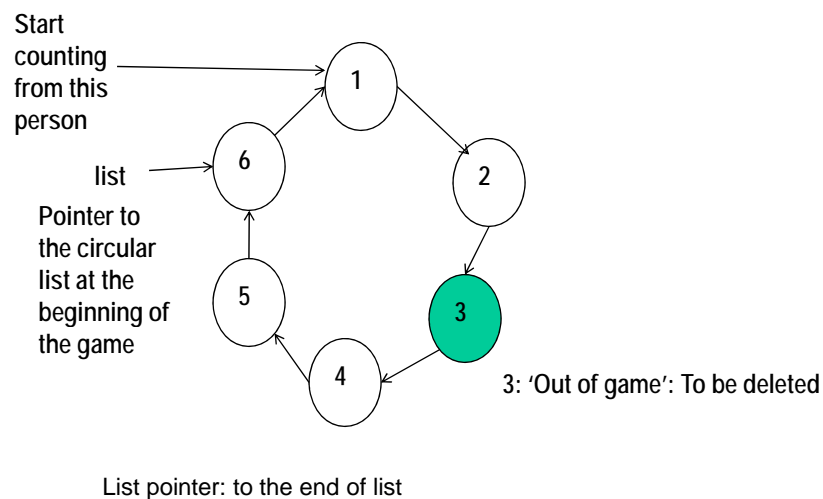 Start
counting
from this
person
1
6
2
list
Pointer to
the circular
list at the
beginning of
the game
5
3
4
3: ‘Out of game’: To be deleted
List pointer: to the end of list